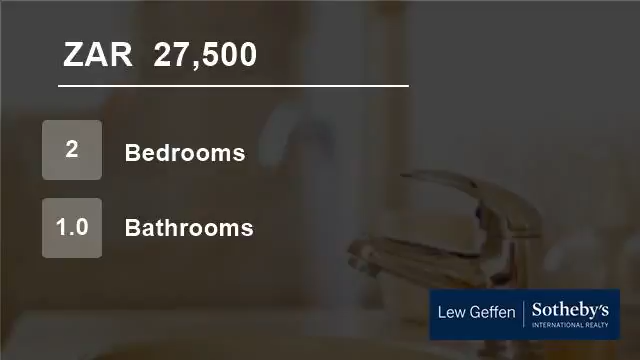 ZAR 27,500
2 Bedrooms
1.0 Bathrooms
Lew Geffen | Sotheby's
INTERNATIONAL REALTY